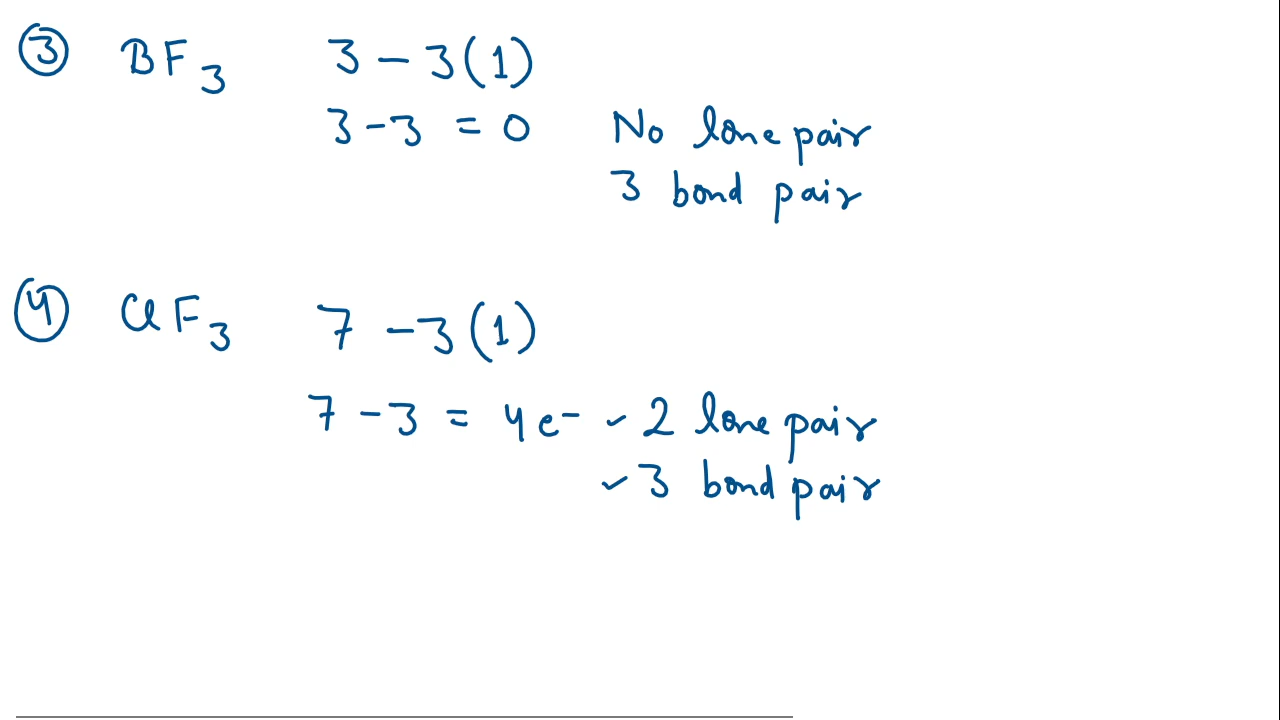 ③ BF₃ 3 - 3(1)
3 - 3 = 0 No lone pair
3 bond pair
④ ClF₃ 7 - 3(1)
7 - 3 = 4e⁻ ✓ 2 lone pair
✓ 3 bond pair